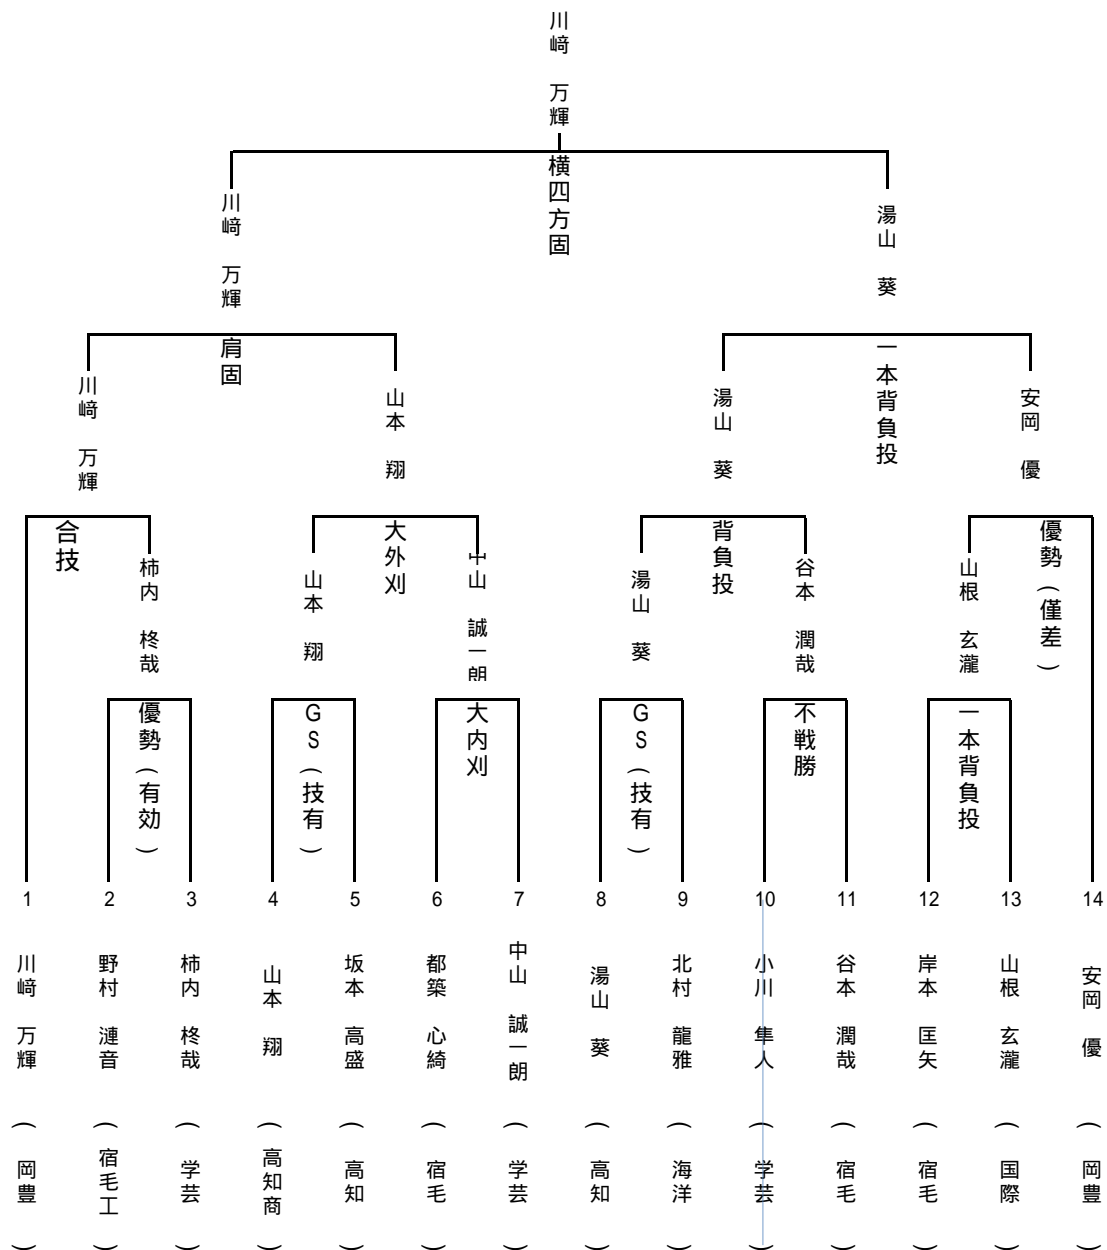 川﨑 万輝
横四方固
川﨑 万輝
湯山 葵
肩固
一本背負投
川﨑 万輝
山本 翔
湯山 葵
安岡 優
合技
大外刈
背負投
優勢(僅差)
柿内 柊哉
山本 翔
中山 誠一朗
湯山 葵
谷本 潤哉
山根 玄瀧
優勢(有効)
GS(技有)
大内刈
GS(技有)
不戦勝
一本背負投
1 川﨑 万輝 (岡豊)
2 野村 漣音 (宿毛工)
3 柿内 柊哉 (学芸)
4 山本 翔 (高知商)
5 坂本 高盛 (高知)
6 都築 心綺 (宿毛)
7 中山 誠一朗 (学芸)
8 湯山 葵 (高知)
9 北村 龍雅 (海洋)
10 小川 隼人 (学芸)
11 谷本 潤哉 (宿毛)
12 岸本 匡矢 (宿毛)
13 山根 玄瀧 (国際)
14 安岡 優 (岡豊)